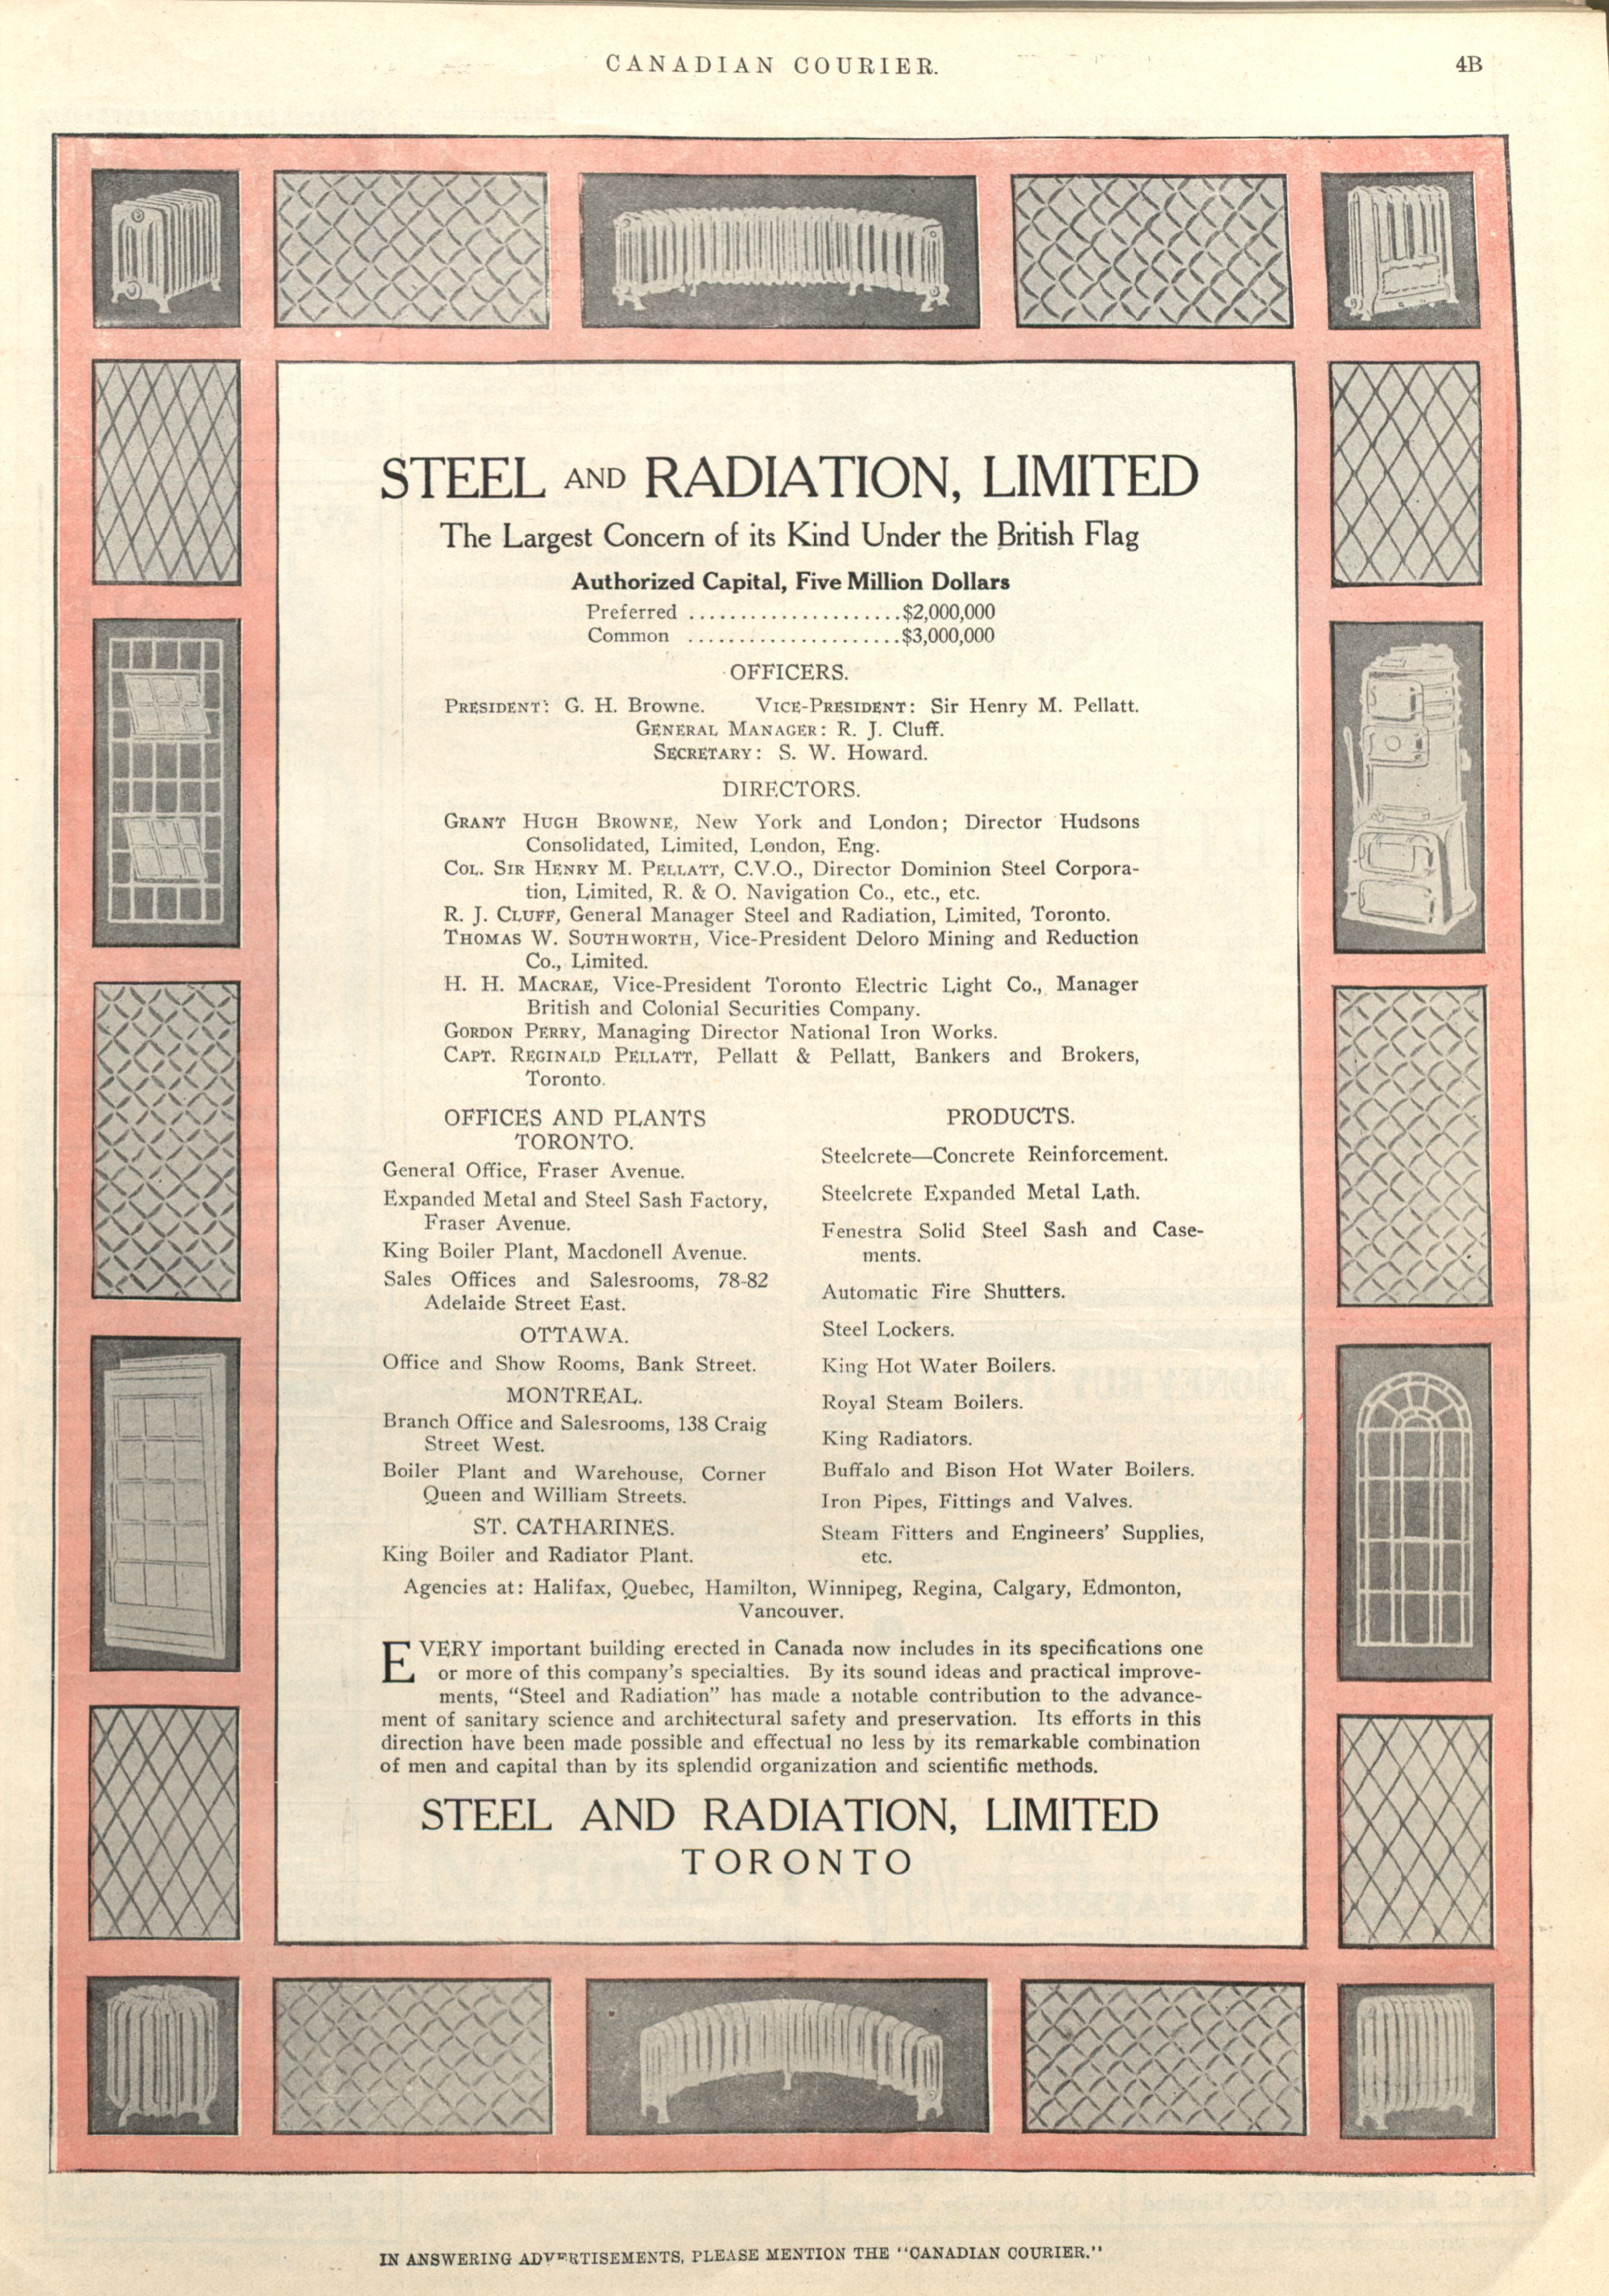 CANADIAN COURIER.
4B
STEEL AND RADIATION, LIMITED
The Largest Concern of its Kind Under the British Flag
Authorized Capital, Five Million Dollars
Preferred .....................$2,000,000
Common .....................$3,000,000
OFFICERS.
PRESIDENT: G. H. Browne. VICE-PRESIDENT: Sir Henry M. Pellatt.
GENERAL MANAGER: R. J. Cluff.
SECRETARY: S. W. Howard.
DIRECTORS.
GRANT HUGH BROWNE, New York and London; Director Hudsons
Consolidated, Limited, London, Eng.
COL. SIR HENRY M. PELLATT, C.V.O., Director Dominion Steel Corpora-
tion, Limited, R. & O. Navigation Co., etc., etc.
R. J. CLUFF, General Manager Steel and Radiation, Limited, Toronto.
THOMAS W. SOUTHWORTH, Vice-President Deloro Mining and Reduction
Co., Limited.
H. H. MACRAE, Vice-President Toronto Electric Light Co., Manager
British and Colonial Securities Company.
GORDON PERRY, Managing Director National Iron Works.
CAPT. REGINALD PELLATT, Pellatt & Pellatt, Bankers and Brokers,
Toronto.
OFFICES AND PLANTS
TORONTO.
General Office, Fraser Avenue.
Expanded Metal and Steel Sash Factory,
Fraser Avenue.
King Boiler Plant, Macdonell Avenue.
Sales Offices and Salesrooms, 78-82
Adelaide Street East.
OTTAWA.
Office and Show Rooms, Bank Street.
MONTREAL.
Branch Office and Salesrooms, 138 Craig
Street West.
Boiler Plant and Warehouse, Corner
Queen and William Streets.
ST. CATHARINES.
King Boiler and Radiator Plant.
PRODUCTS.
Steelcrete—Concrete Reinforcement.
Steelcrete Expanded Metal Lath.
Fenestra Solid Steel Sash and Case-
ments.
Automatic Fire Shutters.
Steel Lockers.
King Hot Water Boilers.
Royal Steam Boilers.
King Radiators.
Buffalo and Bison Hot Water Boilers.
Iron Pipes, Fittings and Valves.
Steam Fitters and Engineers' Supplies,
etc.
Agencies at: Halifax, Quebec, Hamilton, Winnipeg, Regina, Calgary, Edmonton,
Vancouver.
EVERY important building erected in Canada now includes in its specifications one
or more of this company's specialties. By its sound ideas and practical improve-
ments, "Steel and Radiation" has made a notable contribution to the advance-
ment of sanitary science and architectural safety and preservation. Its efforts in this
direction have been made possible and effectual no less by its remarkable combination
of men and capital than by its splendid organization and scientific methods.
STEEL AND RADIATION, LIMITED
TORONTO
IN ANSWERING ADVERTISEMENTS, PLEASE MENTION THE "CANADIAN COURIER."